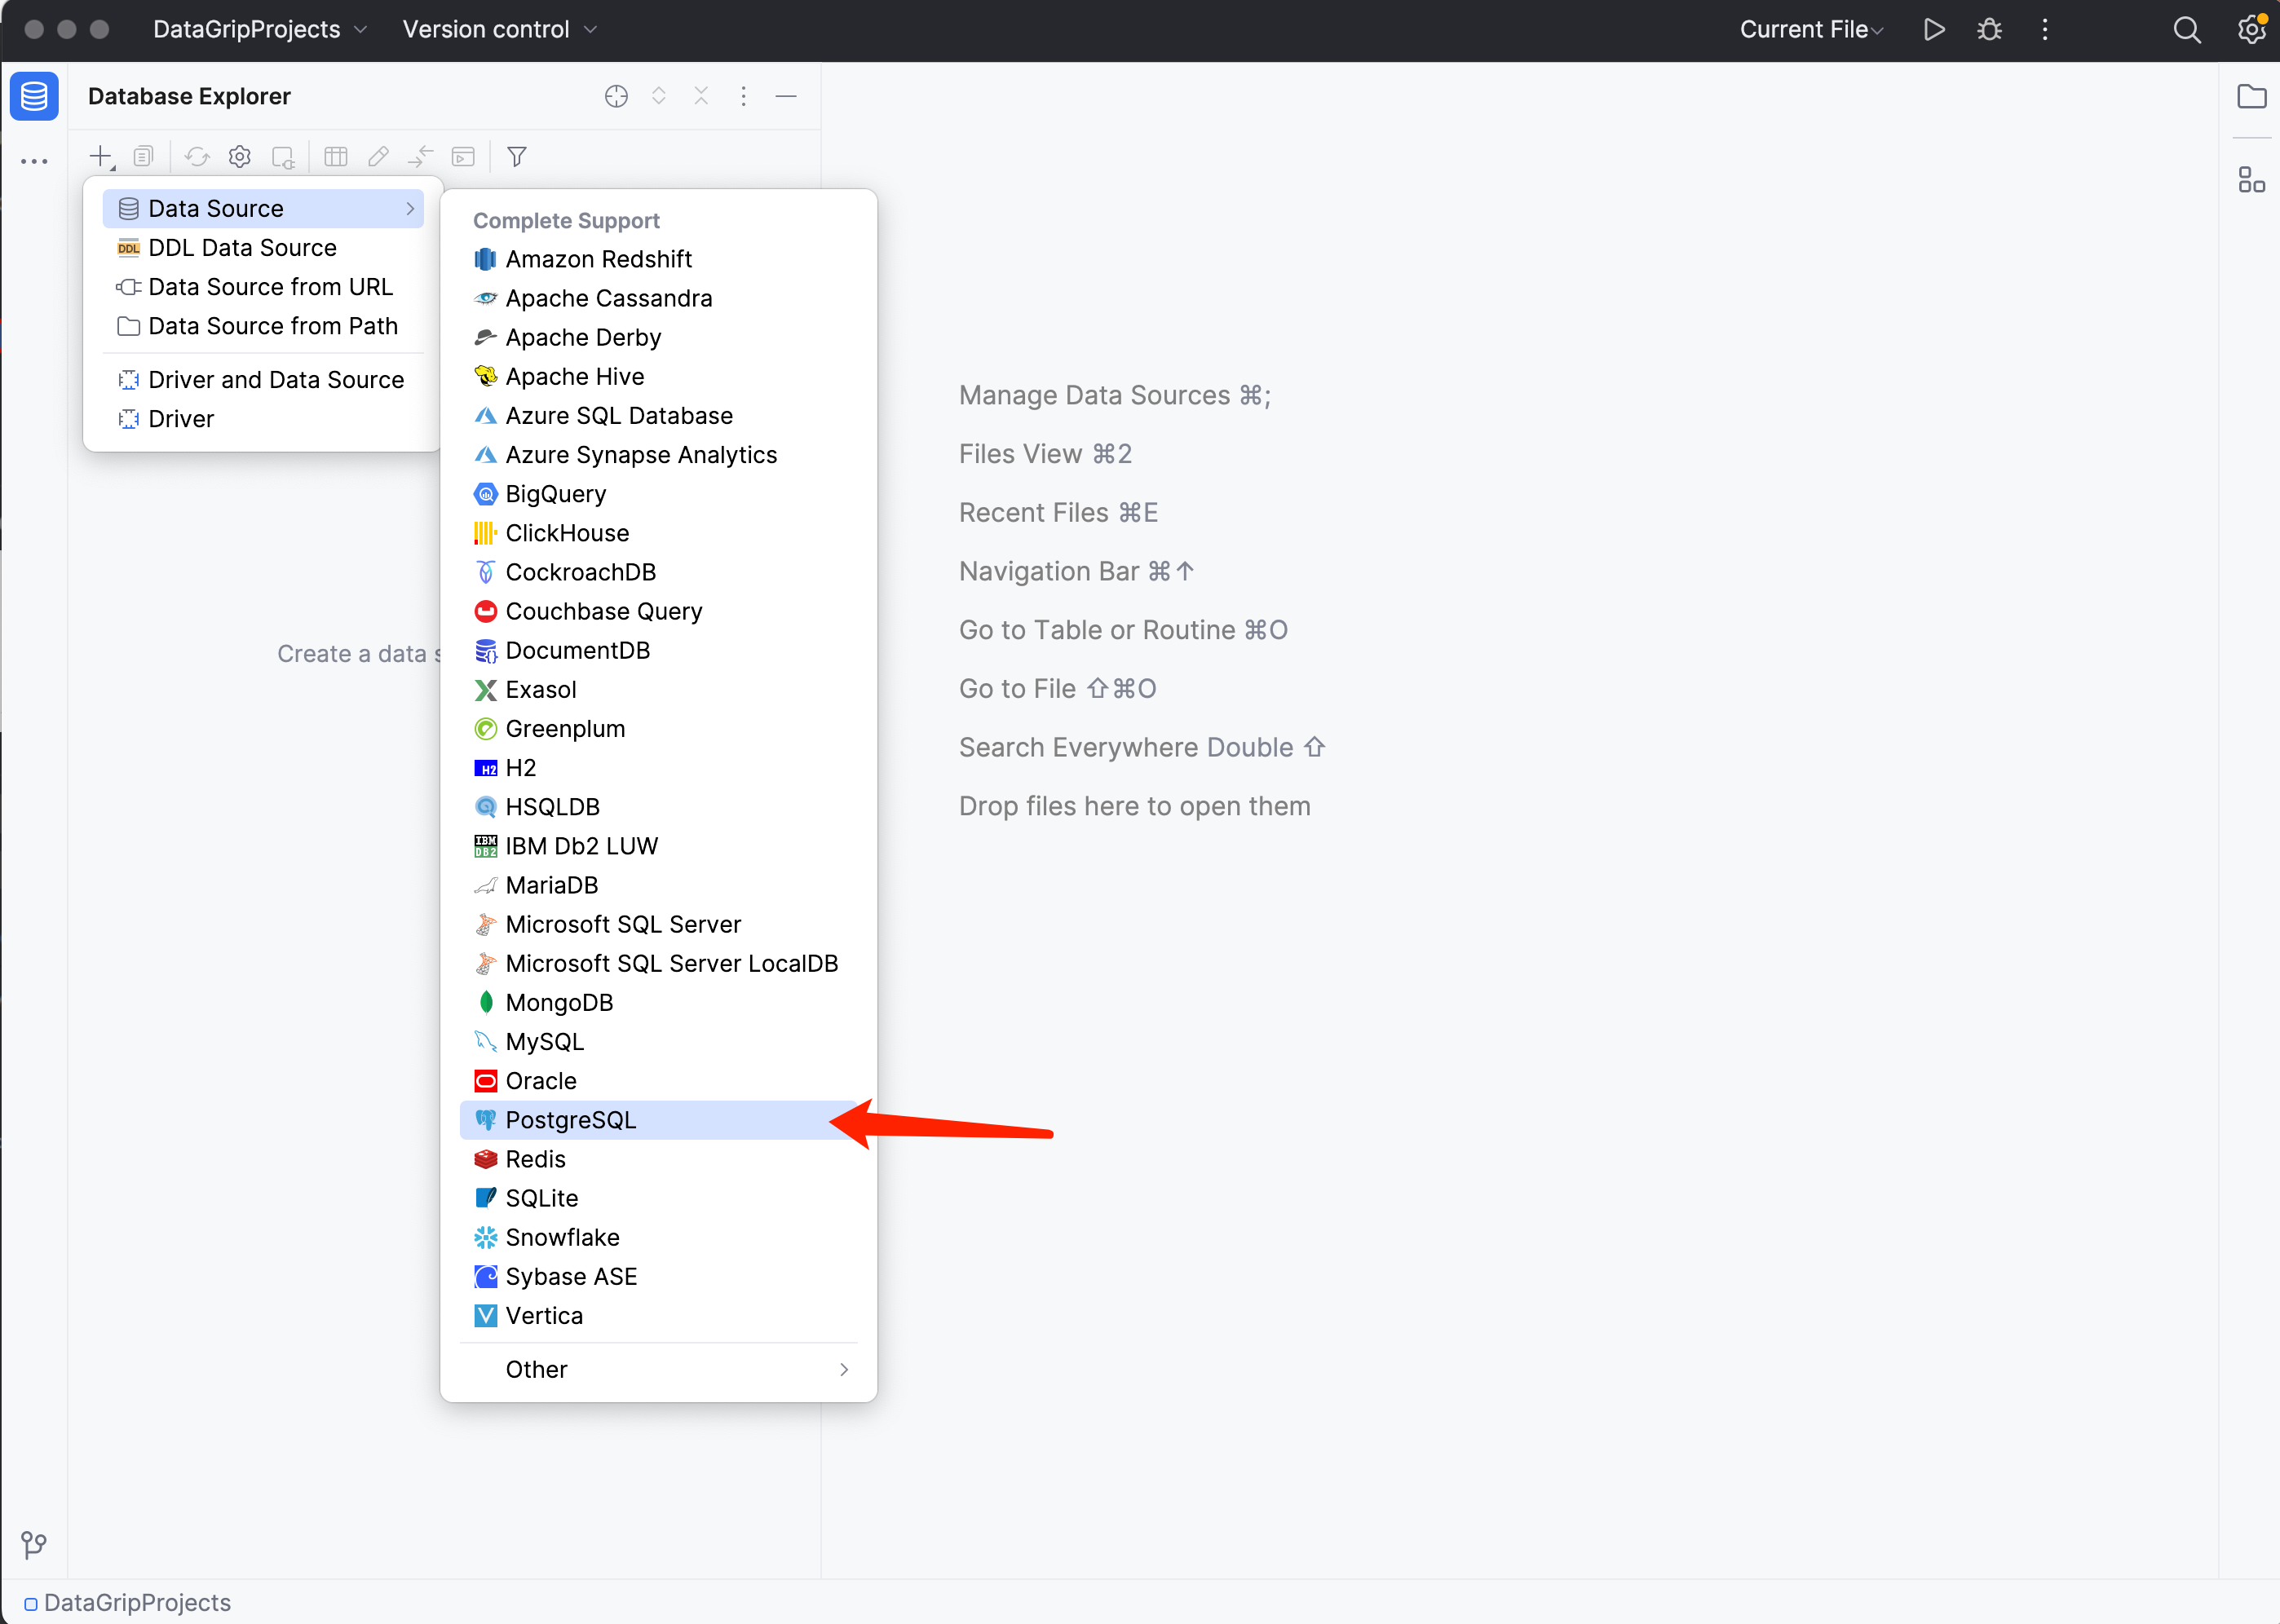 DataGripProjects
Version control
Current File
Database Explorer
Data Source
DDL Data Source
DDL
Data Source from URL
Data Source from Path
Driver and Data Source
Driver
Create a data s
Complete Support
Amazon Redshift
Apache Cassandra
Apache Derby
Apache Hive
Azure SQL Database
Azure Synapse Analytics
BigQuery
ClickHouse
CockroachDB
Couchbase Query
DocumentDB
Exasol
Greenplum
H2 H2
HSQLDB
IBM DB2 IBM Db2 LUW
MariaDB
Microsoft SQL Server
Microsoft SQL Server LocalDB
MongoDB
MySQL
Oracle
PostgreSQL
Redis
SQLite
Snowflake
Sybase ASE
Vertica
Other
Manage Data Sources ⌘;
Files View ⌘2
Recent Files ⌘E
Navigation Bar ⌘↑
Go to Table or Routine ⌘O
Go to File ⇧⌘O
Search Everywhere Double ⇧
Drop files here to open them
DataGripProjects